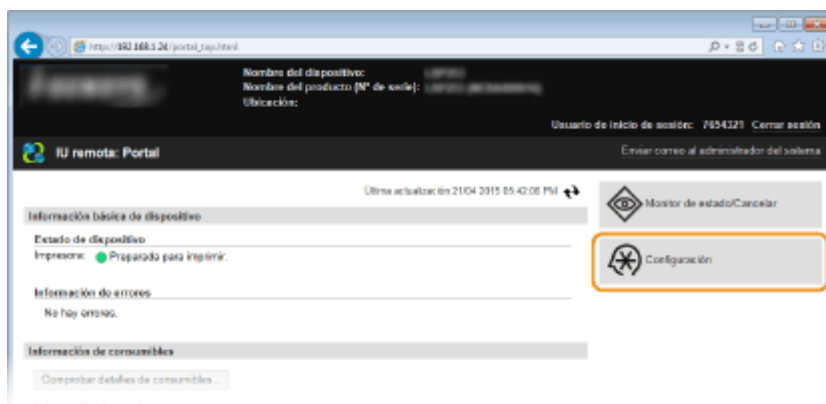 http://192.168.1.24/portal_top.html
Nombre del dispositivo:
Nombre del producto (Nº de serie):
Ubicación:
Usuario de inicio de sesión: 7654321 Cerrar sesión
IU remota: Portal
Enviar correo al administrador del sistema
Última actualización:21/04 2015 05:42:06 PM
Monitor de estado/Cancelar
Información básica de dispositivo
Estado de dispositivo
Impresora: Preparada para imprimir.
Configuración
Información de errores
No hay errores.
Información de consumibles
Comprobar detalles de consumibles...